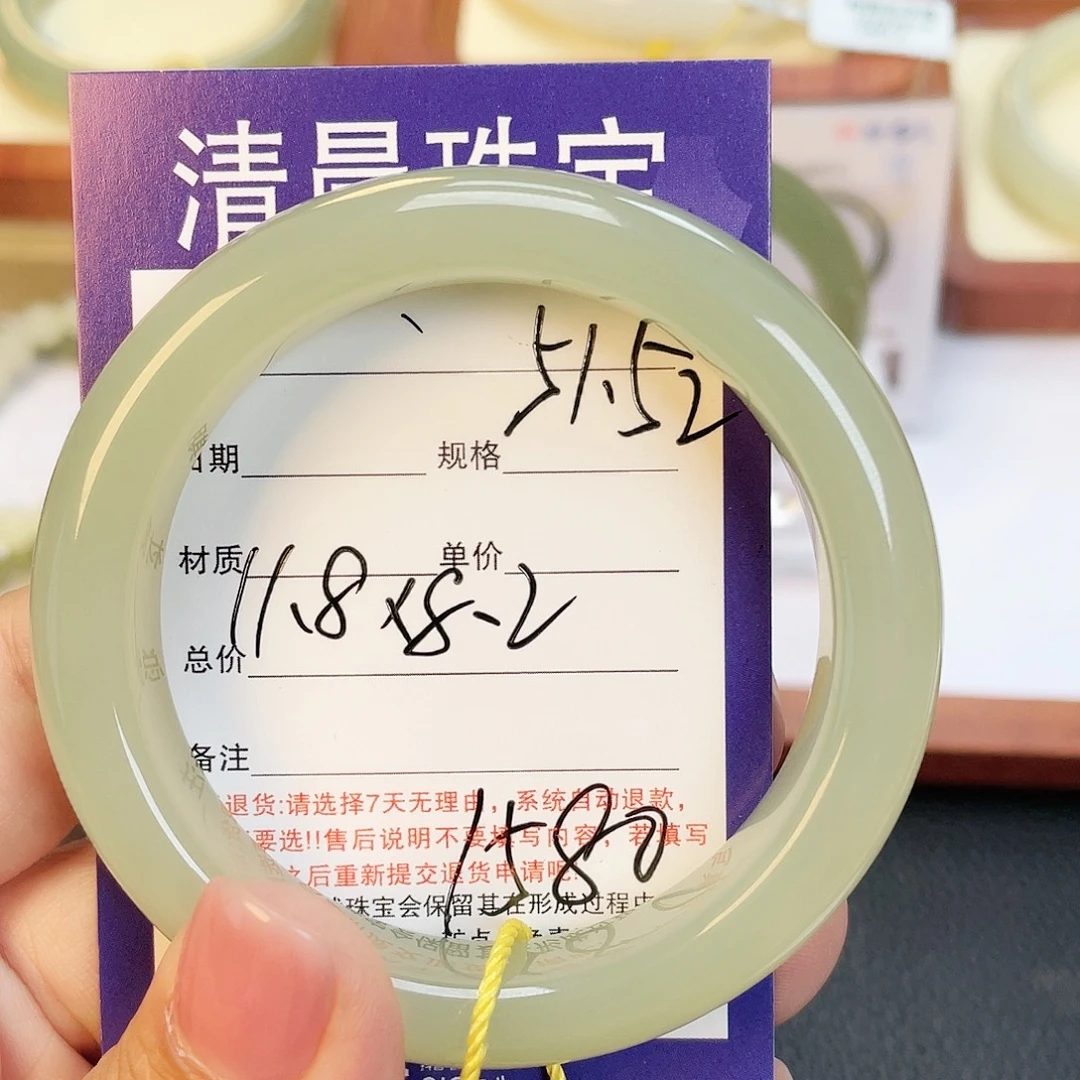 清晨珠宝
51.52
日期 规格
材质 单价
11.8x8.2
总价
备注
退货:请选择7天无理由,系统自动退款,
要选!!售后说明不要填写内容,若填写
之后重新提交退货申请呢
1580
珠宝会保留其在形成过程中